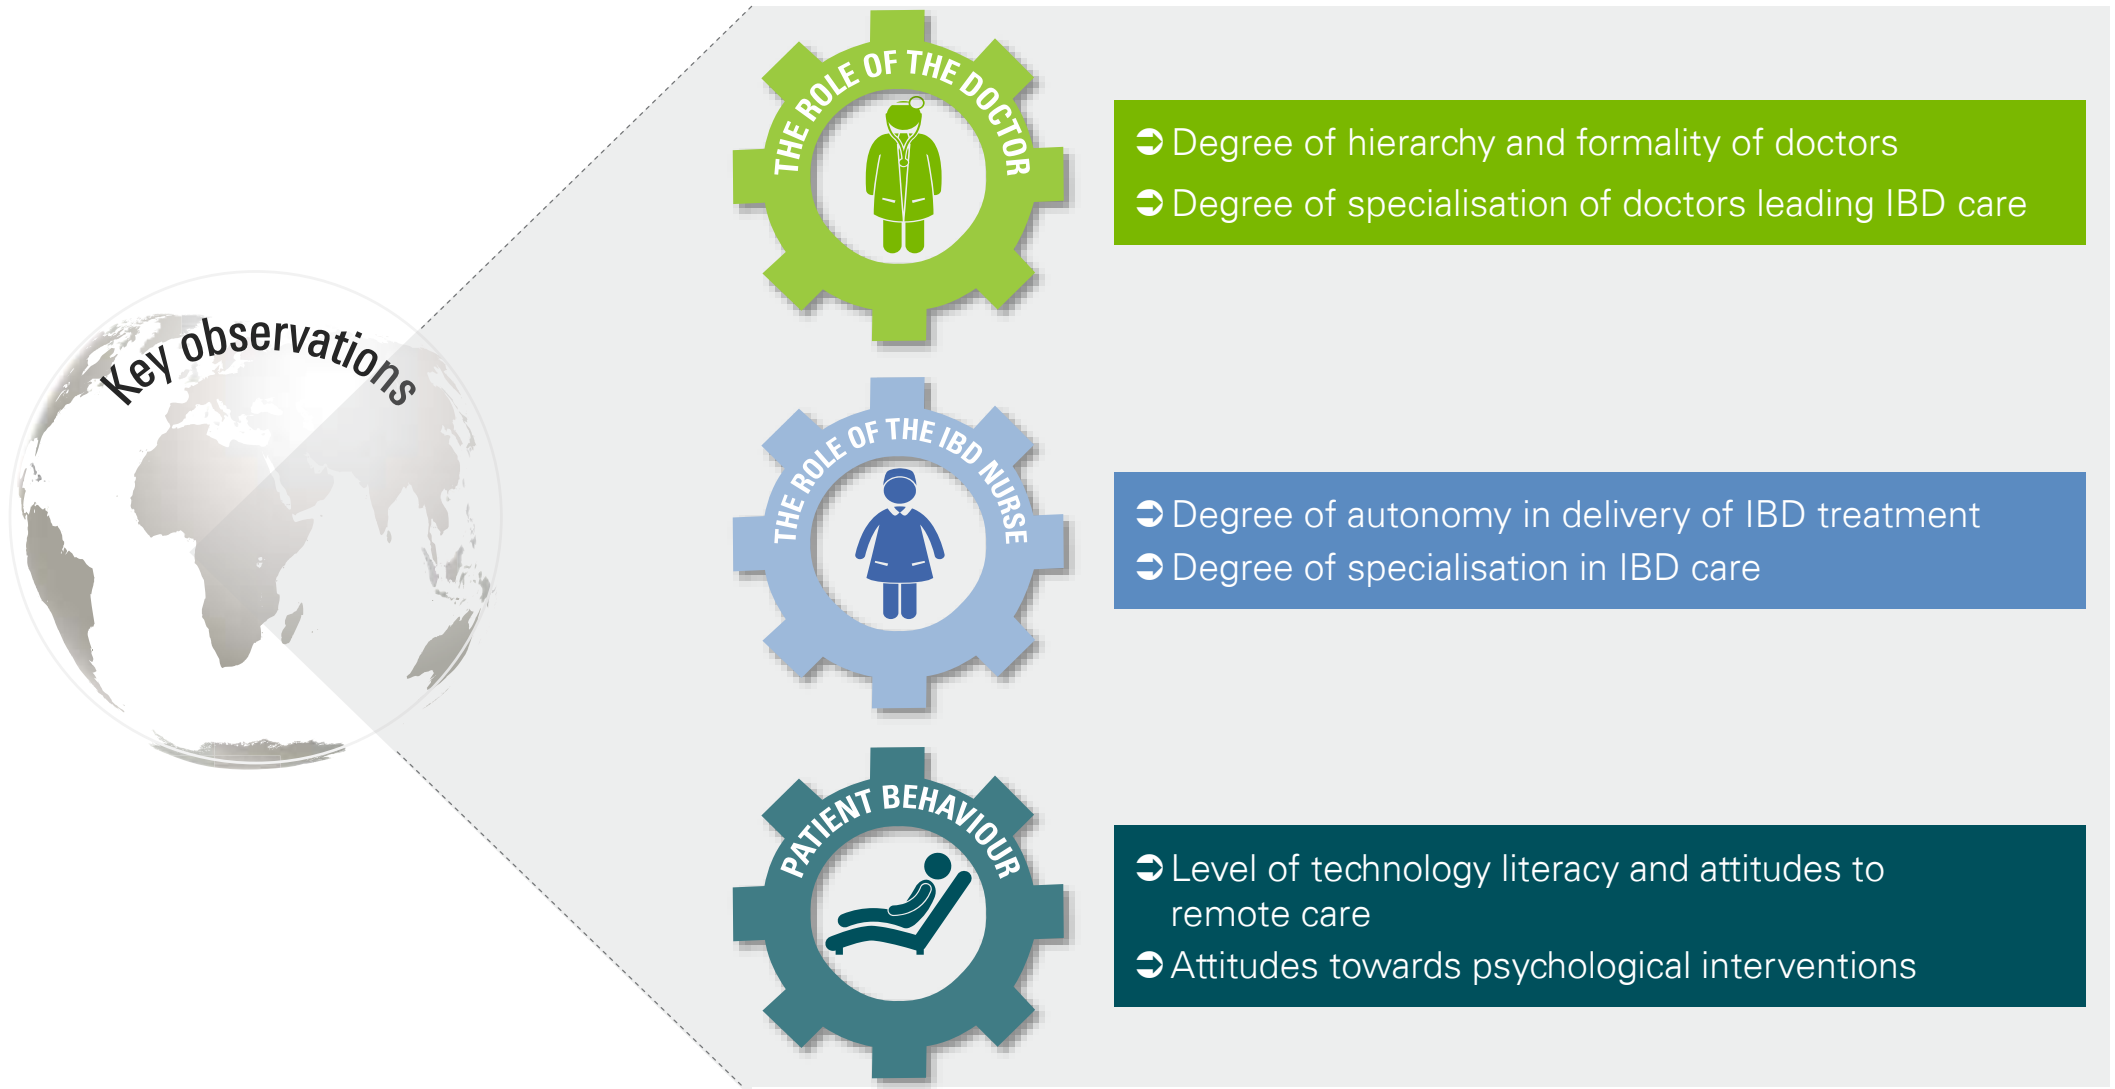 Key observations
THE ROLE OF THE DOCTOR
➲ Degree of hierarchy and formality of doctors
➲ Degree of specialisation of doctors leading IBD care
THE ROLE OF THE IBD NURSE
➲ Degree of autonomy in delivery of IBD treatment
➲ Degree of specialisation in IBD care
PATIENT BEHAVIOUR
➲ Level of technology literacy and attitudes to
remote care
➲ Attitudes towards psychological interventions